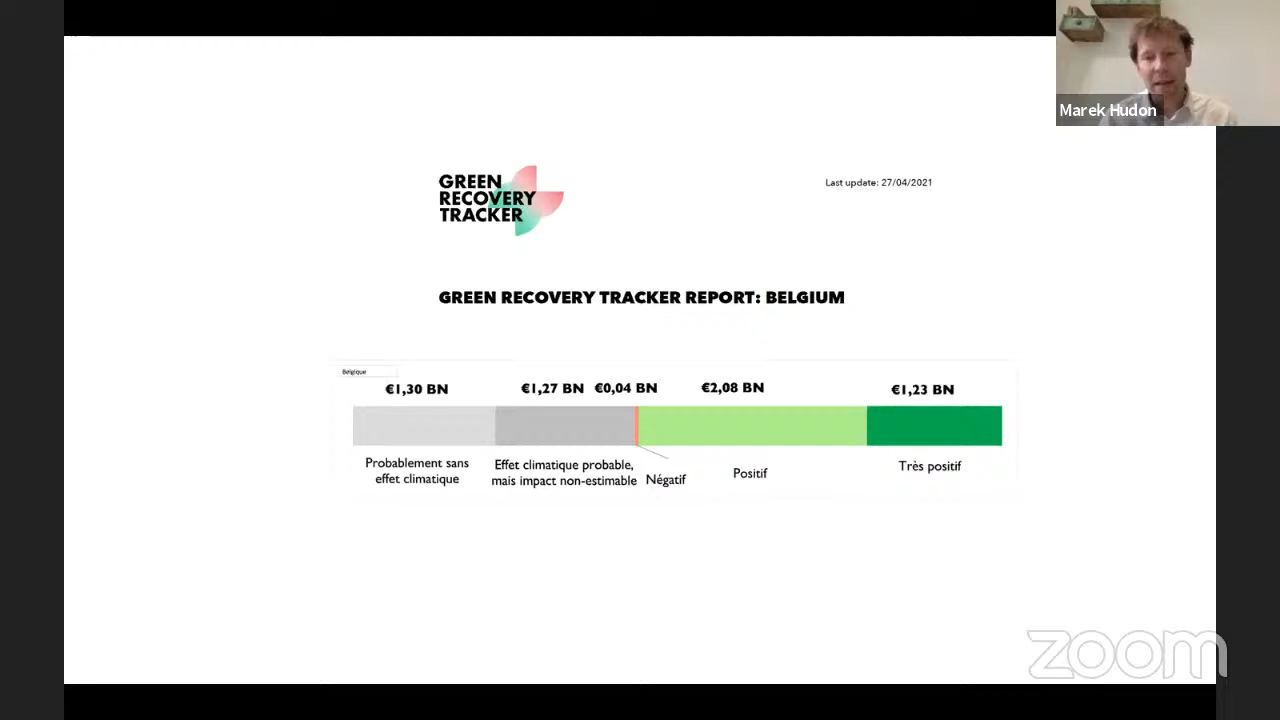 Marek Hudon
GREEN
RECOVERY
TRACKER
Last update: 27/04/2021
GREEN RECOVERY TRACKER REPORT: BELGIUM
Belgique
€1,30 BN
€1,27 BN
€0,04 BN
€2,08 BN
€1,23 BN
Probablement sans
effet climatique
Effet climatique probable,
mais impact non-estimable
Négatif
Positif
Très positif
zoom